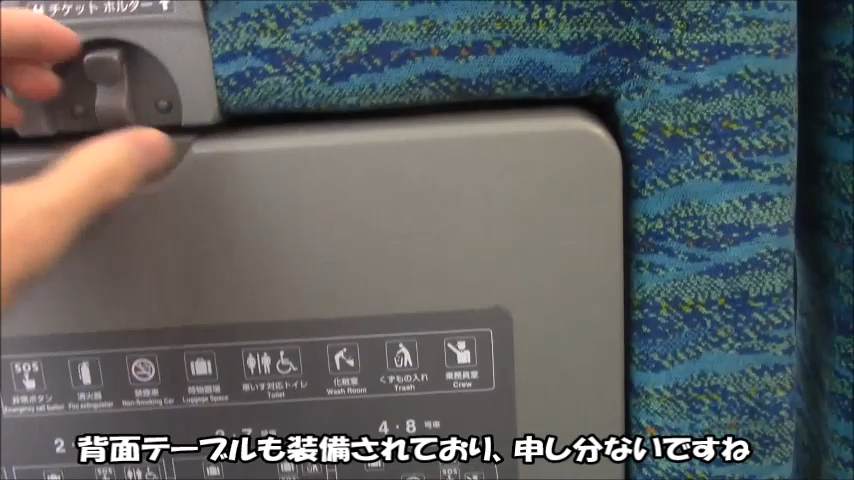 チケット ホルダー
SOS
非常ボタン 消火器 禁煙車 荷物置場 車いす対応トイレ 化粧室 くずもの入れ 乗務員室
Emergency call button Fire extinguisher Non-Smoking Car Luggage Space Toilet Wash Room Trash Crew
4・8 号車
背面テーブルも装備されており、申し分ないですね